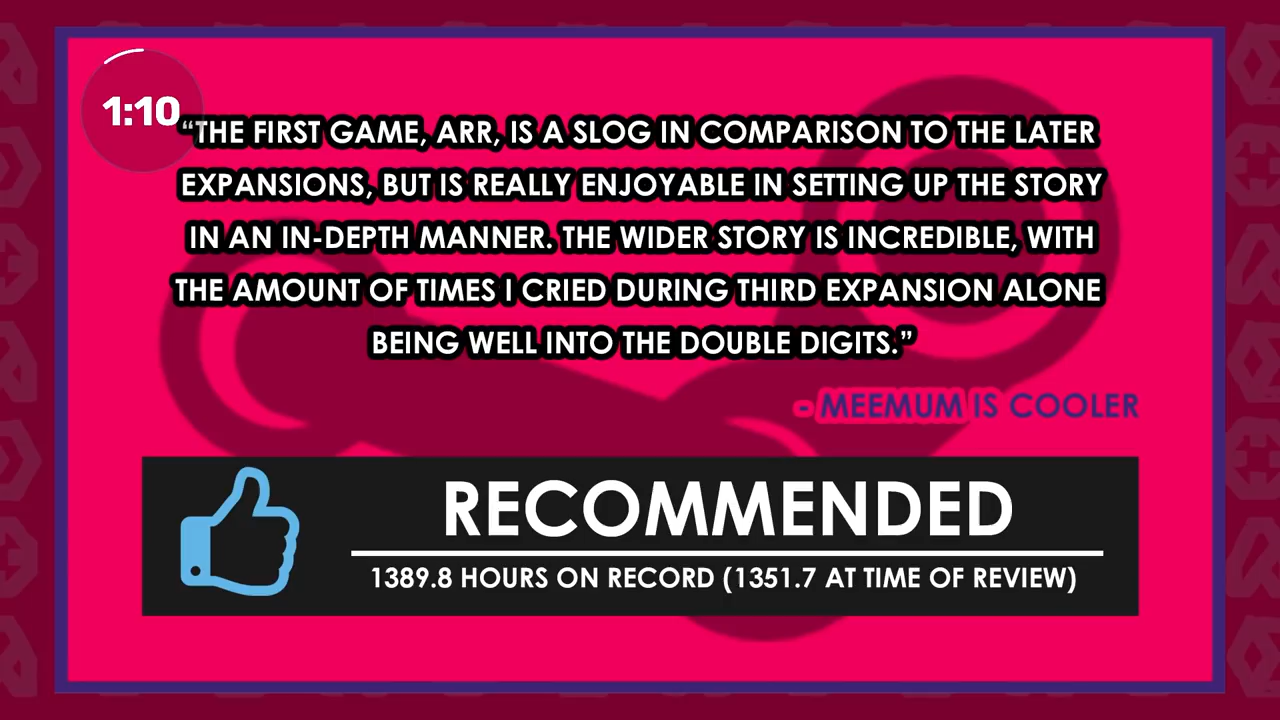 1:10
“THE FIRST GAME, ARR, IS A SLOG IN COMPARISON TO THE LATER
EXPANSIONS, BUT IS REALLY ENJOYABLE IN SETTING UP THE STORY
IN AN IN-DEPTH MANNER. THE WIDER STORY IS INCREDIBLE, WITH
THE AMOUNT OF TIMES I CRIED DURING THIRD EXPANSION ALONE
BEING WELL INTO THE DOUBLE DIGITS.”
- MEEMUM IS COOLER
RECOMMENDED
1389.8 HOURS ON RECORD (1351.7 AT TIME OF REVIEW)